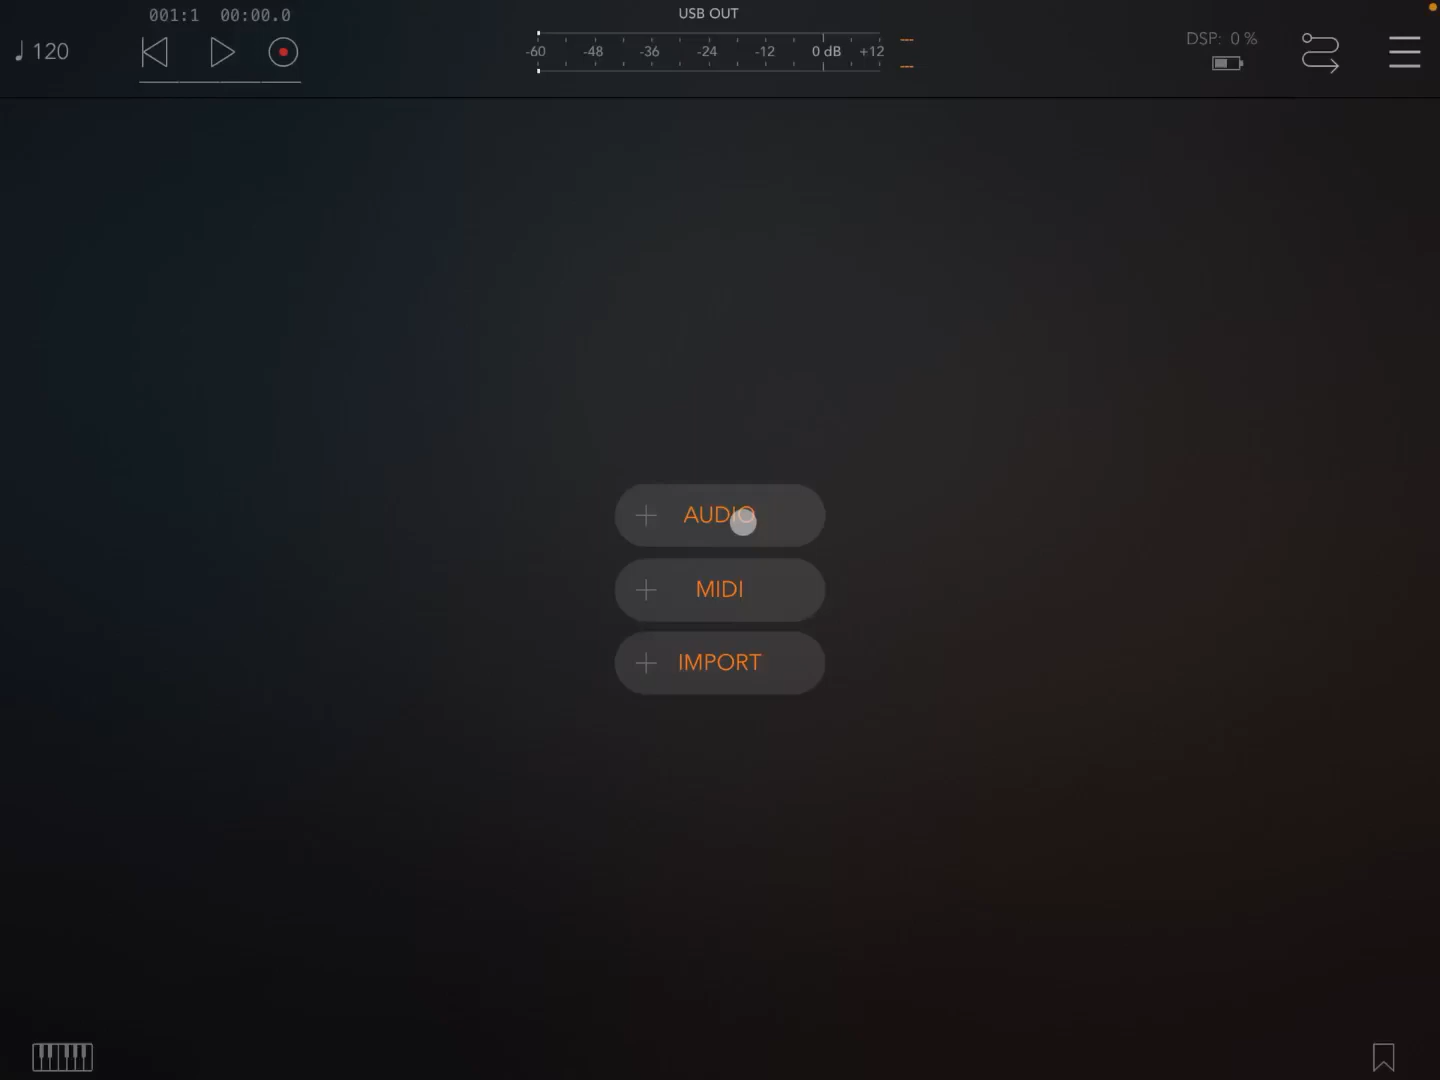 001:1 00:00.0
USB OUT
♩ 120
-60 -48 -36 -24 -12 0 dB +12
DSP: 0 %
AUDIO
MIDI
IMPORT